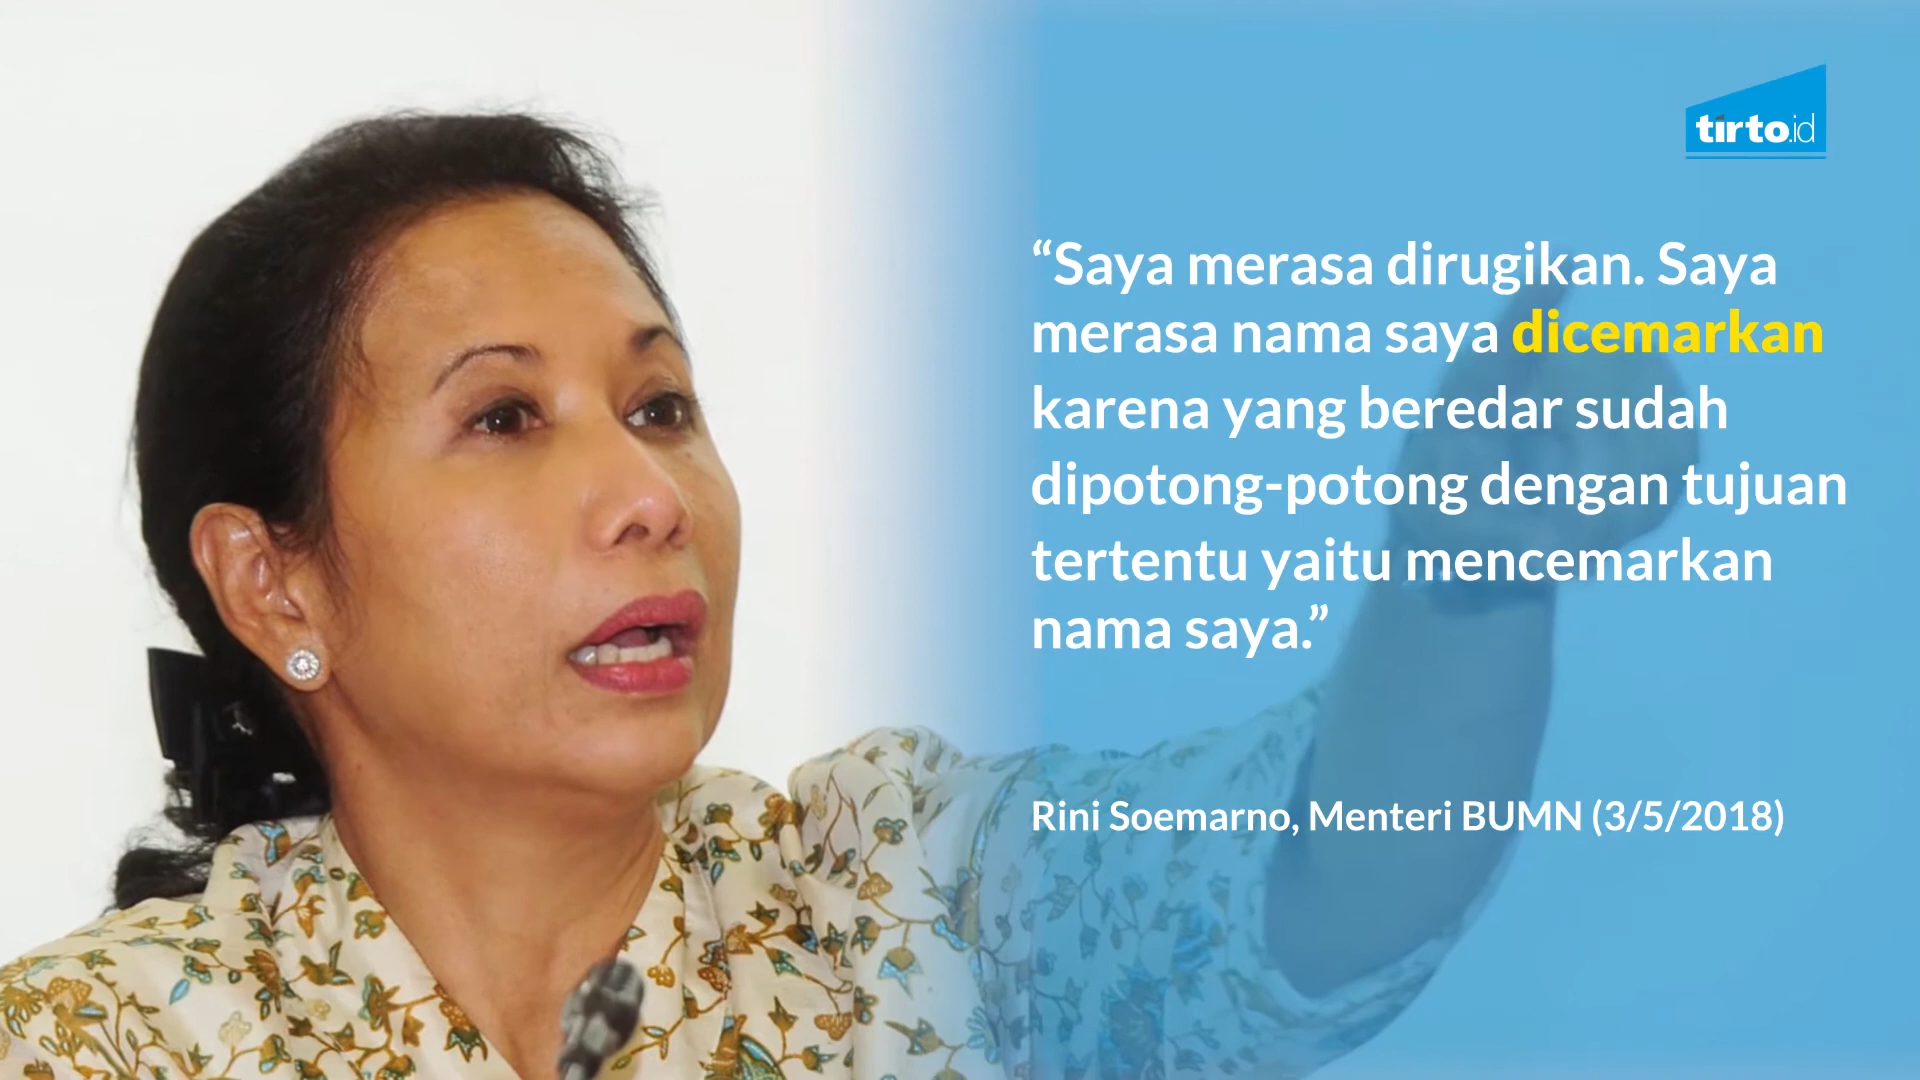 tirto.id
“Saya merasa dirugikan. Saya
merasa nama saya dicemarkan
karena yang beredar sudah
dipotong-potong dengan tujuan
tertentu yaitu mencemarkan
nama saya.”
Rini Soemarno, Menteri BUMN (3/5/2018)